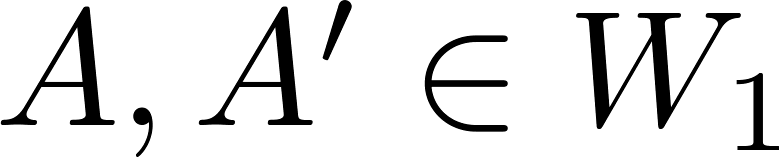 A, A′ ∈ W₁